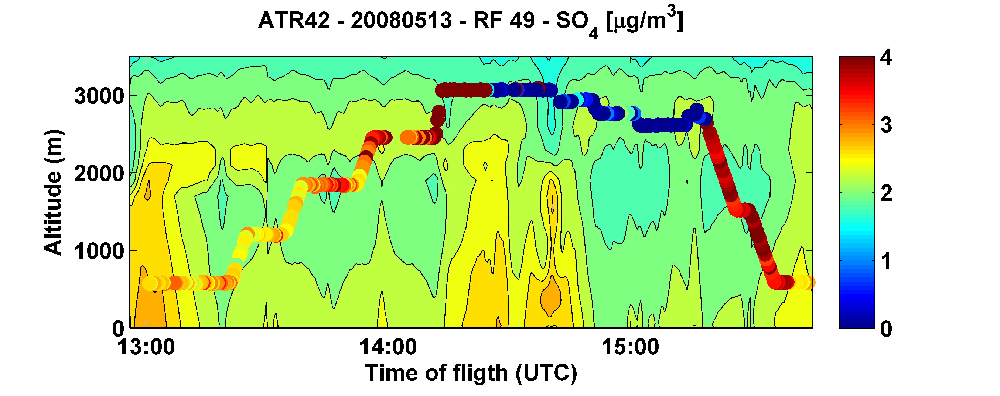 ATR42 - 20080513 - RF 49 - SO₄ [μg/m³]
Altitude (m)
3000
2000
1000
0
13:00 14:00 15:00
Time of fligth (UTC)
4
3
2
1
0